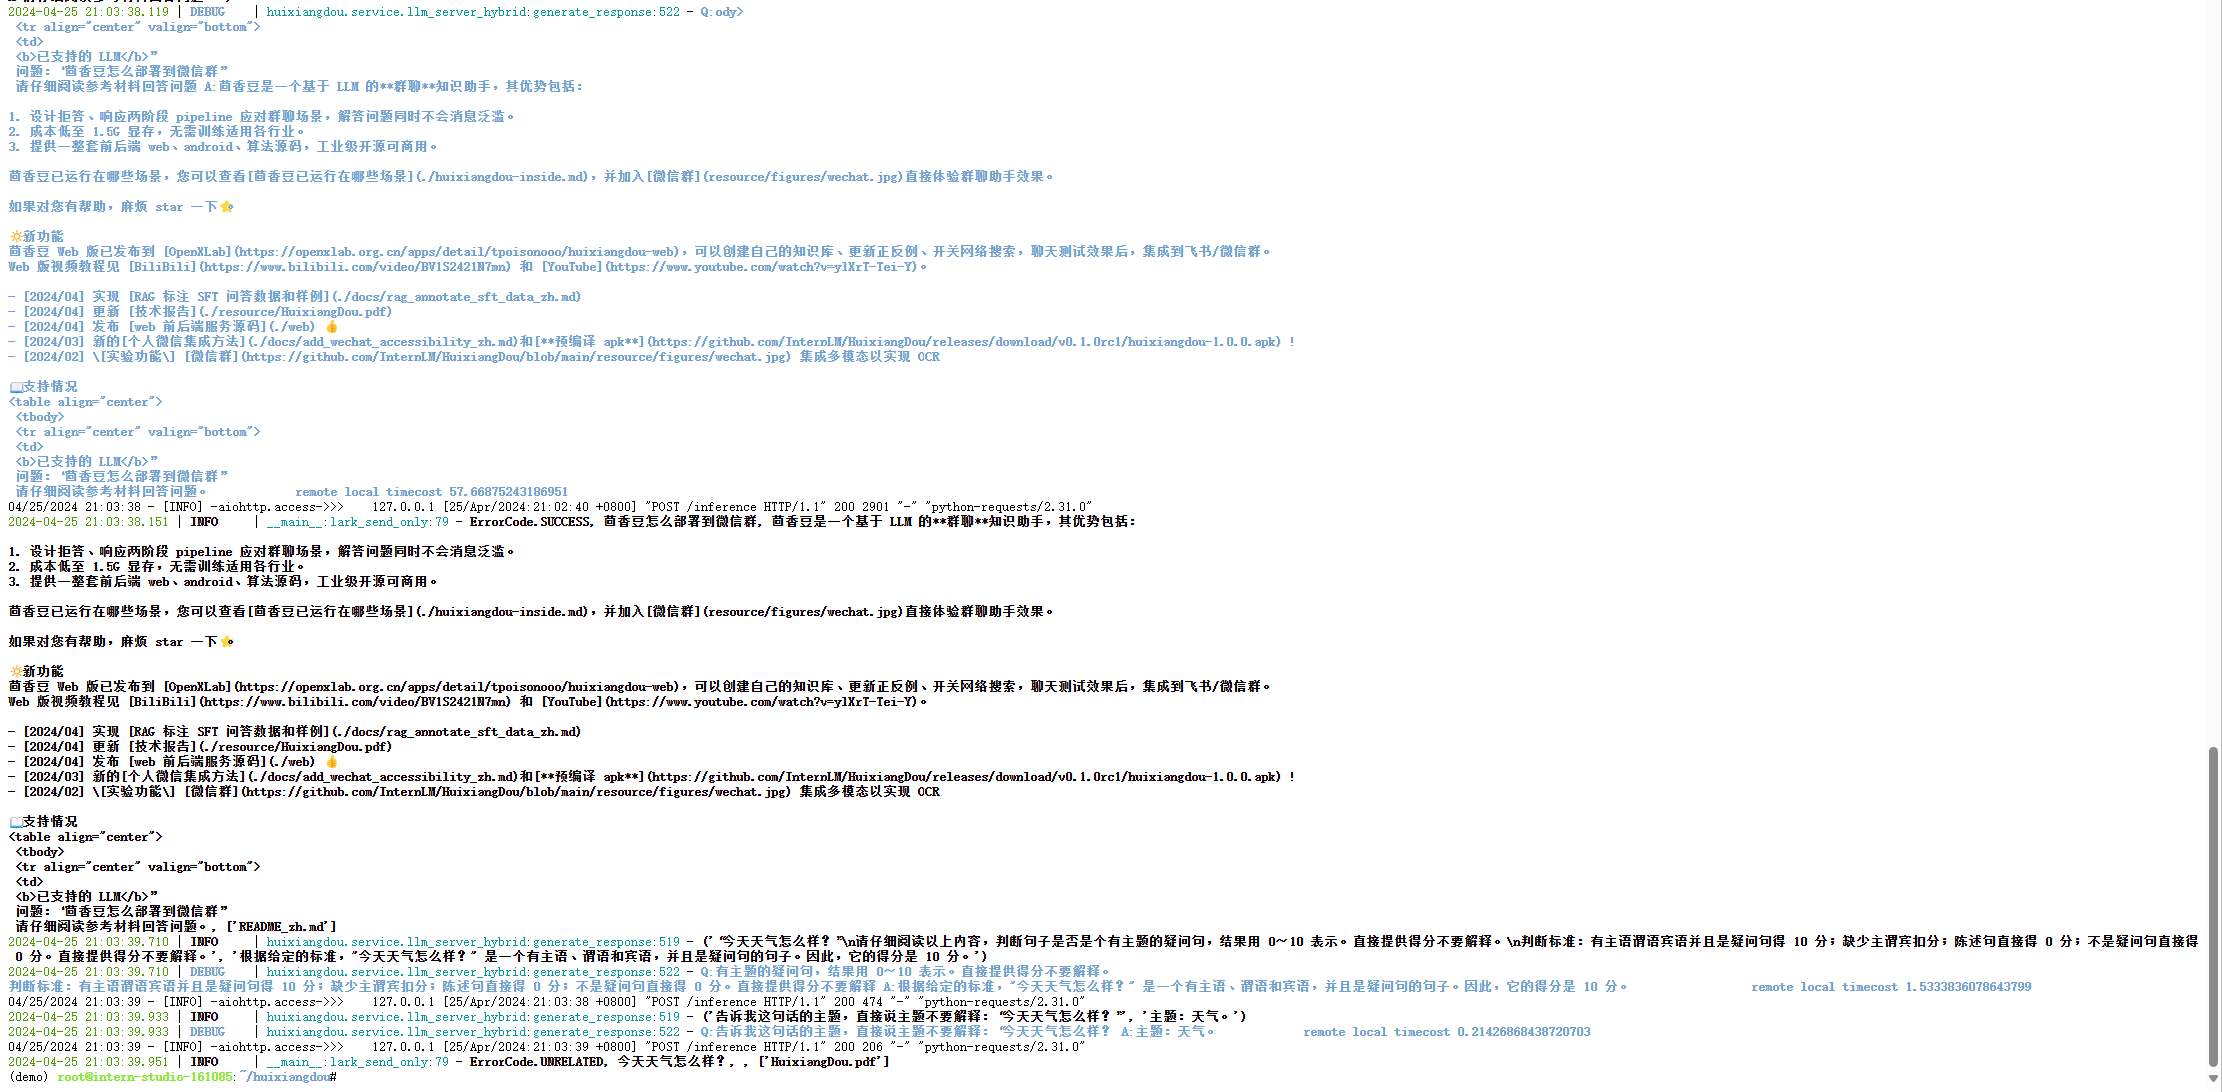 2024-04-25 21:03:38.119 | DEBUG    | huixiangdou.service.llm_server_hybrid:generate_response:522 - Q:ody>
<tr align="center" valign="bottom">
<td>
<b>已支持的 LLM</b>”
问题：“茴香豆怎么部署到微信群”
请仔细阅读参考材料回答问题 A:茴香豆是一个基于 LLM 的**群聊**知识助手，其优势包括：
1. 设计拒答、响应两阶段 pipeline 应对群聊场景，解答问题同时不会消息泛滥。
2. 成本低至 1.5G 显存，无需训练适用各行业。
3. 提供一整套前后端 web、android、算法源码，工业级开源可商用。
茴香豆已运行在哪些场景，您可以查看[茴香豆已运行在哪些场景](./huixiangdou-inside.md)，并加入[微信群](resource/figures/wechat.jpg)直接体验群聊助手效果。
如果对您有帮助，麻烦 star 一下⭐。
🔆新功能
茴香豆 Web 版已发布到 [OpenXLab](https://openxlab.org.cn/apps/detail/tpoisonooo/huixiangdou-web)，可以创建自己的知识库、更新正反例、开关网络搜索，聊天测试效果后，集成到飞书/微信群。
Web 版视频教程见 [BiliBili](https://www.bilibili.com/video/BV1S2421N7mn) 和 [YouTube](https://www.youtube.com/watch?v=ylXrT-Tei-Y)。
- [2024/04] 实现 [RAG 标注 SFT 问答数据和样例](./docs/rag_annotate_sft_data_zh.md)
- [2024/04] 更新 [技术报告](./resource/HuixiangDou.pdf)
- [2024/04] 发布 [web 前后端服务源码](./web) 👍
- [2024/03] 新的[个人微信集成方法](./docs/add_wechat_accessibility_zh.md)和[**预编译 apk**](https://github.com/InternLM/HuixiangDou/releases/download/v0.1.0rc1/huixiangdou-1.0.0.apk) !
- [2024/02] \[实验功能\] [微信群](https://github.com/InternLM/HuixiangDou/blob/main/resource/figures/wechat.jpg) 集成多模态以实现 OCR
📖支持情况
<table align="center">
<tbody>
<tr align="center" valign="bottom">
<td>
<b>已支持的 LLM</b>”
问题：“茴香豆怎么部署到微信群”
请仔细阅读参考材料回答问题。 remote local timecost 57.66875243186951
04/25/2024 21:03:38 - [INFO] -aiohttp.access->>>    127.0.0.1 [25/Apr/2024:21:02:40 +0800] "POST /inference HTTP/1.1" 200 2901 "-" "python-requests/2.31.0"
2024-04-25 21:03:38.151 | INFO     | __main__:lark_send_only:79 - ErrorCode.SUCCESS, 茴香豆怎么部署到微信群, 茴香豆是一个基于 LLM 的**群聊**知识助手，其优势包括：
1. 设计拒答、响应两阶段 pipeline 应对群聊场景，解答问题同时不会消息泛滥。
2. 成本低至 1.5G 显存，无需训练适用各行业。
3. 提供一整套前后端 web、android、算法源码，工业级开源可商用。
茴香豆已运行在哪些场景，您可以查看[茴香豆已运行在哪些场景](./huixiangdou-inside.md)，并加入[微信群](resource/figures/wechat.jpg)直接体验群聊助手效果。
如果对您有帮助，麻烦 star 一下⭐。
🔆新功能
茴香豆 Web 版已发布到 [OpenXLab](https://openxlab.org.cn/apps/detail/tpoisonooo/huixiangdou-web)，可以创建自己的知识库、更新正反例、开关网络搜索，聊天测试效果后，集成到飞书/微信群。
Web 版视频教程见 [BiliBili](https://www.bilibili.com/video/BV1S2421N7mn) 和 [YouTube](https://www.youtube.com/watch?v=ylXrT-Tei-Y)。
- [2024/04] 实现 [RAG 标注 SFT 问答数据和样例](./docs/rag_annotate_sft_data_zh.md)
- [2024/04] 更新 [技术报告](./resource/HuixiangDou.pdf)
- [2024/04] 发布 [web 前后端服务源码](./web) 👍
- [2024/03] 新的[个人微信集成方法](./docs/add_wechat_accessibility_zh.md)和[**预编译 apk**](https://github.com/InternLM/HuixiangDou/releases/download/v0.1.0rc1/huixiangdou-1.0.0.apk) !
- [2024/02] \[实验功能\] [微信群](https://github.com/InternLM/HuixiangDou/blob/main/resource/figures/wechat.jpg) 集成多模态以实现 OCR
📖支持情况
<table align="center">
<tbody>
<tr align="center" valign="bottom">
<td>
<b>已支持的 LLM</b>”
问题：“茴香豆怎么部署到微信群”
请仔细阅读参考材料回答问题。, ['README_zh.md']
2024-04-25 21:03:39.710 | INFO     | huixiangdou.service.llm_server_hybrid:generate_response:519 - ('“今天天气怎么样？”\n请仔细阅读以上内容，判断句子是否是个有主题的疑问句，结果用 0～10 表示。直接提供得分不要解释。\n判断标准：有主语谓语宾语并且是疑问句得 10 分；缺少主谓宾扣分；陈述句直接得 0 分；不是疑问句直接得
0 分。直接提供得分不要解释。', '根据给定的标准，"今天天气怎么样？" 是一个有主语、谓语和宾语，并且是疑问句的句子。因此，它的得分是 10 分。')
2024-04-25 21:03:39.710 | DEBUG    | huixiangdou.service.llm_server_hybrid:generate_response:522 - Q:有主题的疑问句，结果用 0～10 表示。直接提供得分不要解释。
判断标准：有主语谓语宾语并且是疑问句得 10 分；缺少主谓宾扣分；陈述句直接得 0 分；不是疑问句直接得 0 分。直接提供得分不要解释 A:根据给定的标准，"今天天气怎么样？" 是一个有主语、谓语和宾语，并且是疑问句的句子。因此，它的得分是 10 分。 remote local timecost 1.5333836078643799
04/25/2024 21:03:39 - [INFO] -aiohttp.access->>>    127.0.0.1 [25/Apr/2024:21:03:38 +0800] "POST /inference HTTP/1.1" 200 474 "-" "python-requests/2.31.0"
2024-04-25 21:03:39.933 | INFO     | huixiangdou.service.llm_server_hybrid:generate_response:519 - ('告诉我这句话的主题，直接说主题不要解释：“今天天气怎么样？”', '主题：天气。')
2024-04-25 21:03:39.933 | DEBUG    | huixiangdou.service.llm_server_hybrid:generate_response:522 - Q:告诉我这句话的主题，直接说主题不要解释：“今天天气怎么样？ A:主题：天气。 remote local timecost 0.21426868438720703
04/25/2024 21:03:39 - [INFO] -aiohttp.access->>>    127.0.0.1 [25/Apr/2024:21:03:39 +0800] "POST /inference HTTP/1.1" 200 206 "-" "python-requests/2.31.0"
2024-04-25 21:03:39.951 | INFO     | __main__:lark_send_only:79 - ErrorCode.UNRELATED, 今天天气怎么样？, , ['HuixiangDou.pdf']
(demo) root@intern-studio-161085:~/huixiangdou#